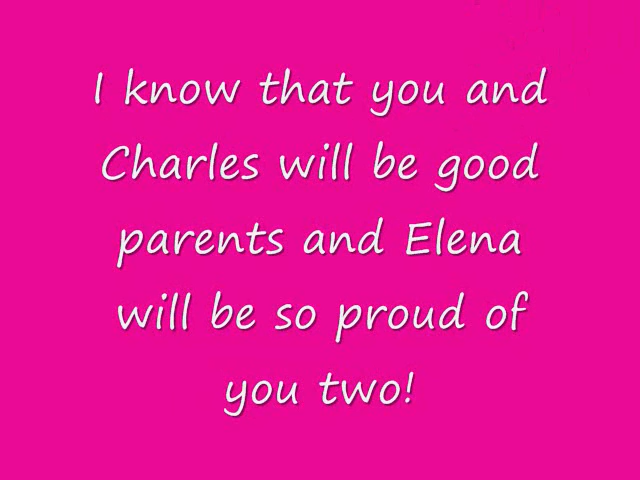 I know that you and
Charles will be good
parents and Elena
will be so proud of
you two!